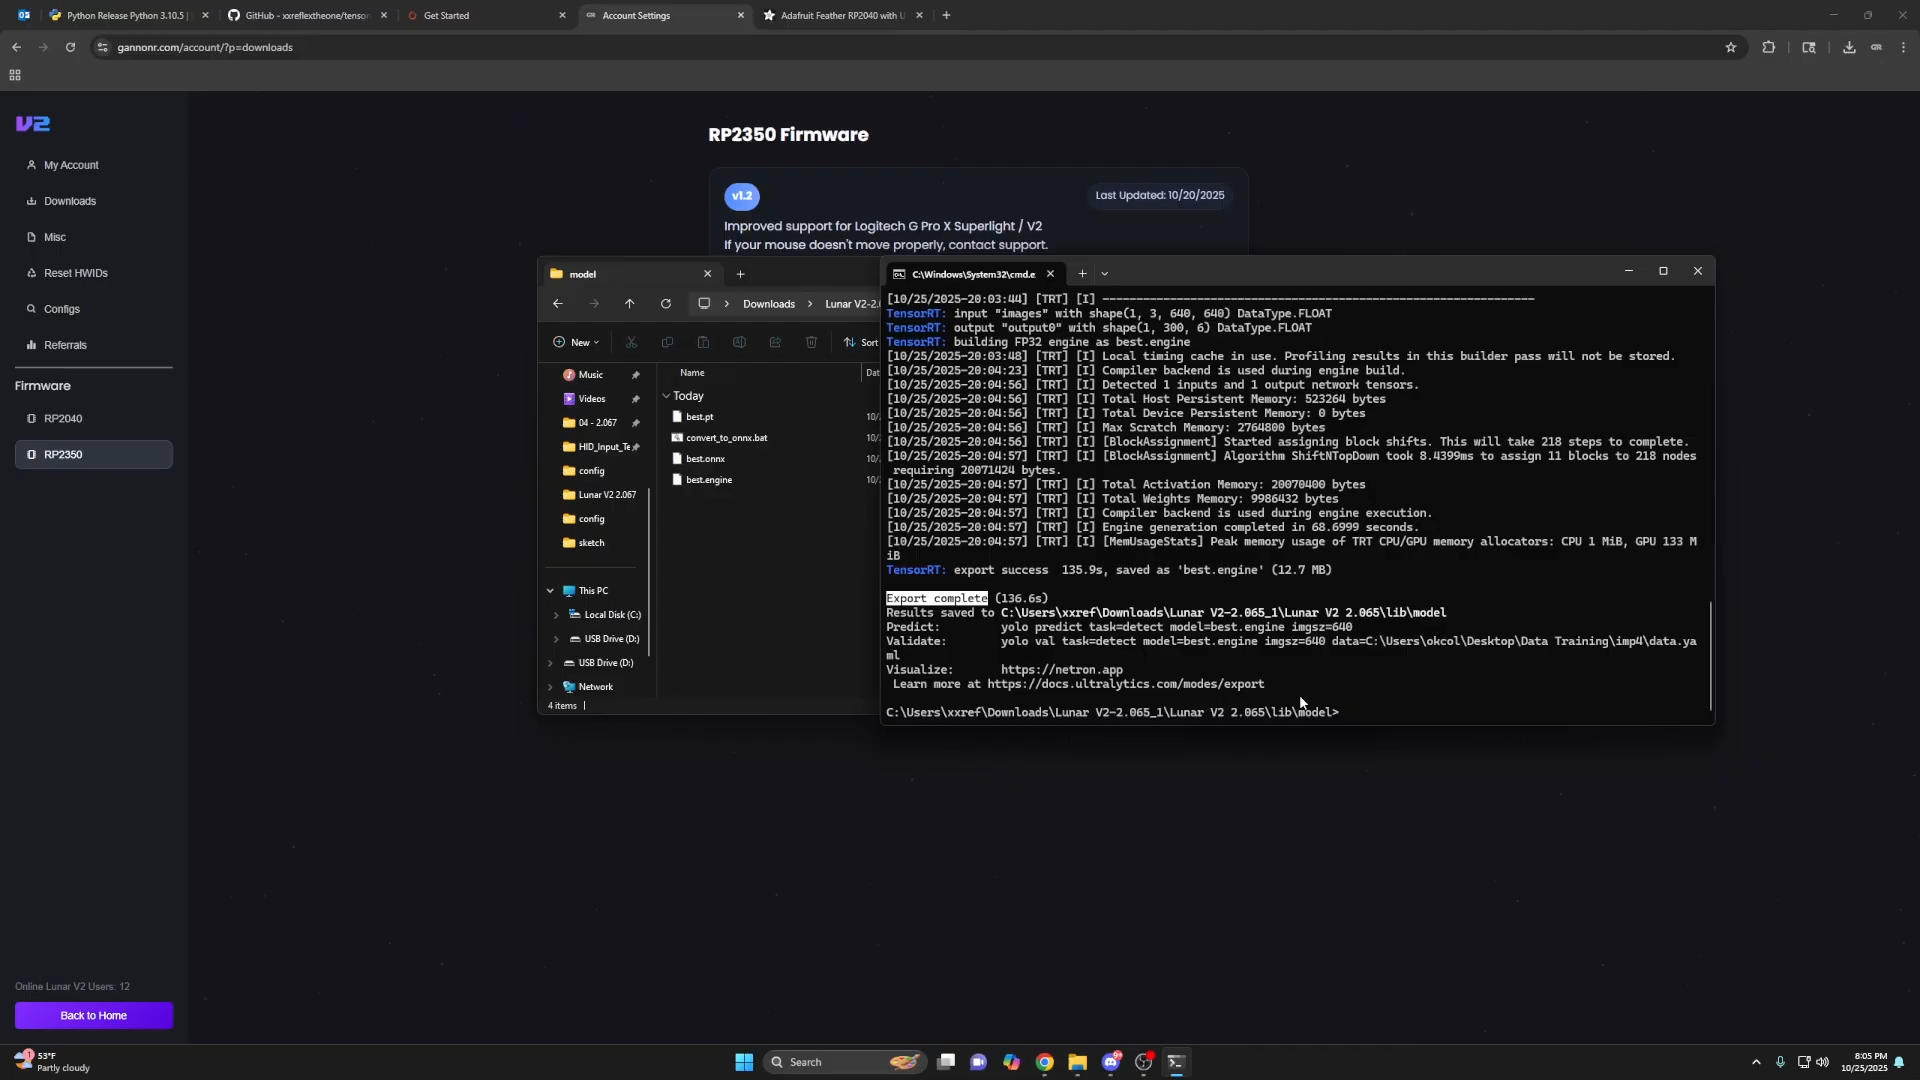 Python Release Python 3.10.5 |
GitHub - xxreflextheone/tensor
Get Started
Account Settings
Adafruit Feather RP2040 with U
gannonr.com/account/?p=downloads
V2
My Account
Downloads
Misc
Reset HWIDs
Configs
Referrals
Firmware
RP2040
RP2350
Online Lunar V2 Users: 12
Back to Home
RP2350 Firmware
v1.2
Last Updated: 10/20/2025
Improved support for Logitech G Pro X Superlight / V2
If your mouse doesn't move properly, contact support.
model
Downloads > Lunar V2-2.0
New
Sort
Name
Dat
Music
Videos
04 - 2.067
HID_Input_Te
config
Lunar V2 2.067
config
sketch
This PC
Local Disk (C:)
USB Drive (D:)
USB Drive (D:)
Network
Today
best.pt 10/
convert_to_onnx.bat 10/
best.onnx 10/
best.engine 10/
4 items
C:\Windows\System32\cmd.e
[10/25/2025-20:03:44] [TRT] [I] ----------------------------------------------------------------
TensorRT: input "images" with shape(1, 3, 640, 640) DataType.FLOAT
TensorRT: output "output0" with shape(1, 300, 6) DataType.FLOAT
TensorRT: building FP32 engine as best.engine
[10/25/2025-20:03:48] [TRT] [I] Local timing cache in use. Profiling results in this builder pass will not be stored.
[10/25/2025-20:04:23] [TRT] [I] Compiler backend is used during engine build.
[10/25/2025-20:04:56] [TRT] [I] Detected 1 inputs and 1 output network tensors.
[10/25/2025-20:04:56] [TRT] [I] Total Host Persistent Memory: 523264 bytes
[10/25/2025-20:04:56] [TRT] [I] Total Device Persistent Memory: 0 bytes
[10/25/2025-20:04:56] [TRT] [I] Max Scratch Memory: 2764800 bytes
[10/25/2025-20:04:56] [TRT] [I] [BlockAssignment] Started assigning block shifts. This will take 218 steps to complete.
[10/25/2025-20:04:57] [TRT] [I] [BlockAssignment] Algorithm ShiftNTopDown took 8.4399ms to assign 11 blocks to 218 nodes
requiring 20071424 bytes.
[10/25/2025-20:04:57] [TRT] [I] Total Activation Memory: 20070400 bytes
[10/25/2025-20:04:57] [TRT] [I] Total Weights Memory: 9986432 bytes
[10/25/2025-20:04:57] [TRT] [I] Compiler backend is used during engine execution.
[10/25/2025-20:04:57] [TRT] [I] Engine generation completed in 68.6999 seconds.
[10/25/2025-20:04:57] [TRT] [I] [MemUsageStats] Peak memory usage of TRT CPU/GPU memory allocators: CPU 1 MiB, GPU 133 M
iB
TensorRT: export success 135.9s, saved as 'best.engine' (12.7 MB)
Export complete (136.6s)
Results saved to C:\Users\xxref\Downloads\Lunar V2-2.065_1\Lunar V2 2.065\lib\model
Predict: yolo predict task=detect model=best.engine imgsz=640
Validate: yolo val task=detect model=best.engine imgsz=640 data=C:\Users\okcol\Desktop\Data Training\imp4\data.ya
ml
Visualize: https://netron.app
Learn more at https://docs.ultralytics.com/modes/export
C:\Users\xxref\Downloads\Lunar V2-2.065_1\Lunar V2 2.065\lib\model>
53°F
Partly cloudy
Search
8:05 PM
10/25/2025